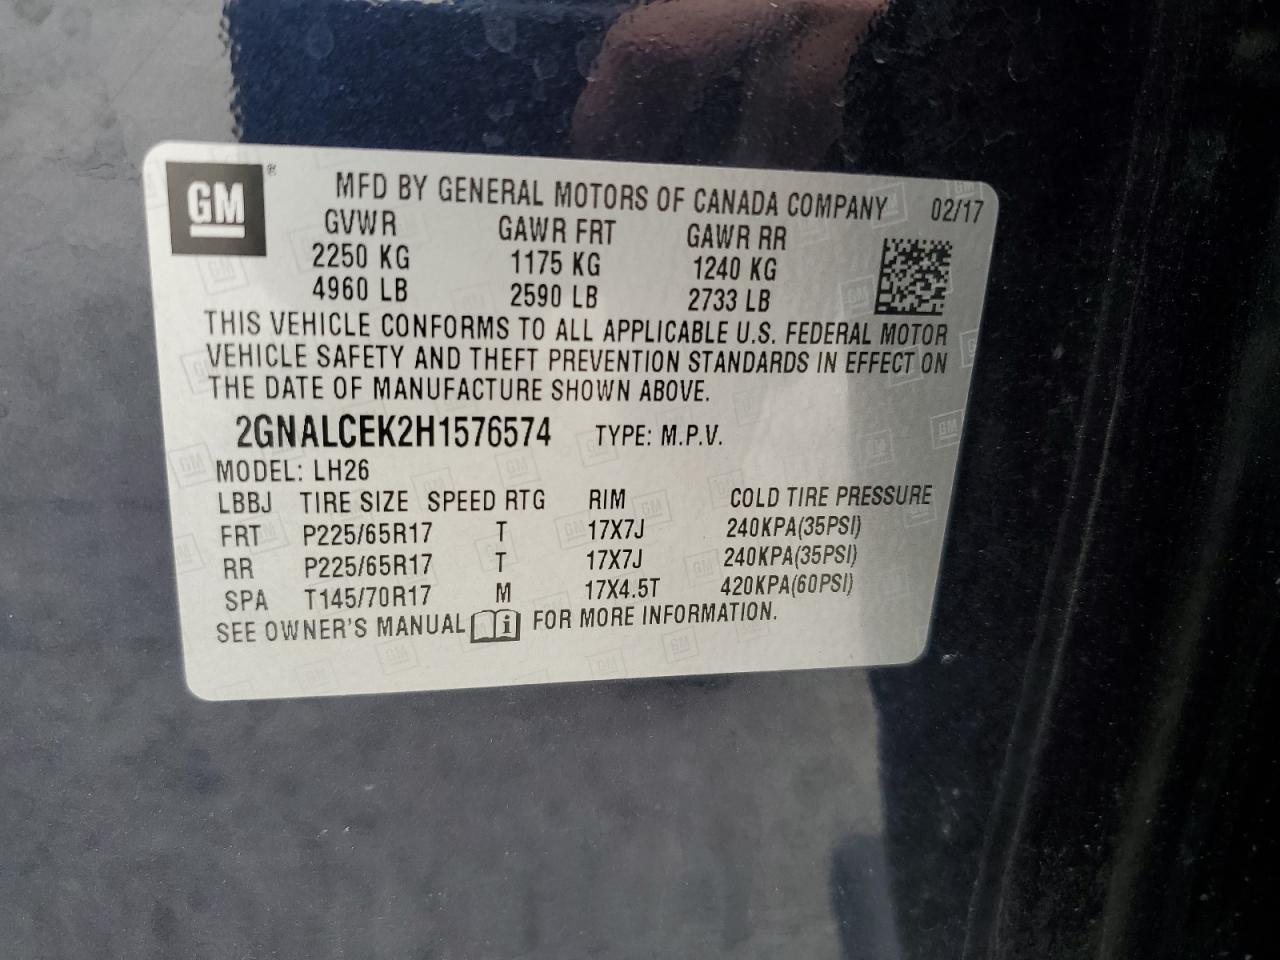 GM ®
MFD BY GENERAL MOTORS OF CANADA COMPANY 02/17
GVWR GAWR FRT GAWR RR
2250 KG 1175 KG 1240 KG
4960 LB 2590 LB 2733 LB
THIS VEHICLE CONFORMS TO ALL APPLICABLE U.S. FEDERAL MOTOR
VEHICLE SAFETY AND THEFT PREVENTION STANDARDS IN EFFECT ON
THE DATE OF MANUFACTURE SHOWN ABOVE.
2GNALCEK2H1576574 TYPE: M.P.V.
MODEL: LH26
LBBJ TIRE SIZE SPEED RTG RIM COLD TIRE PRESSURE
FRT P225/65R17 T 17X7J 240KPA(35PSI)
RR P225/65R17 T 17X7J 240KPA(35PSI)
SPA T145/70R17 M 17X4.5T 420KPA(60PSI)
SEE OWNER'S MANUAL i FOR MORE INFORMATION.